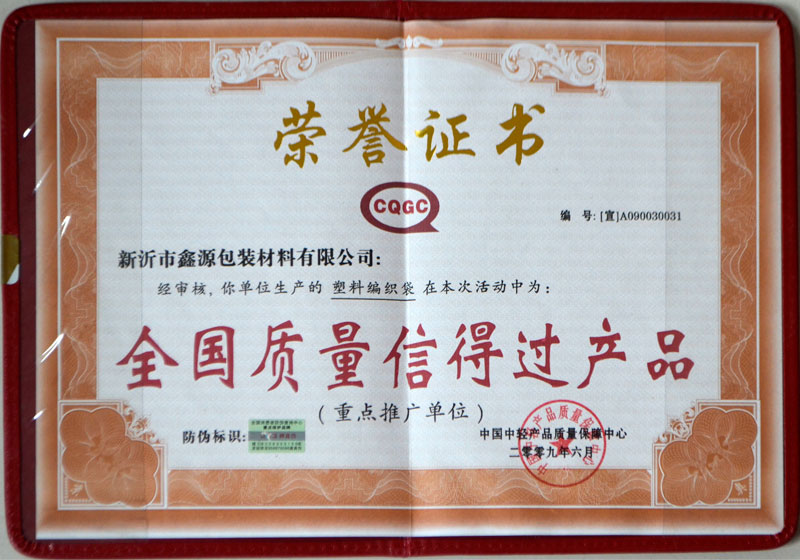 荣誉证书
CQGC
编 号:[宣]A090030031
新沂市鑫源包装材料有限公司:
经审核,你单位生产的 塑料编织袋 在本次活动中为:
全国质量信得过产品
(重点推广单位)
防伪标识:
中国中轻产品质量保障中心
二零零九年六月